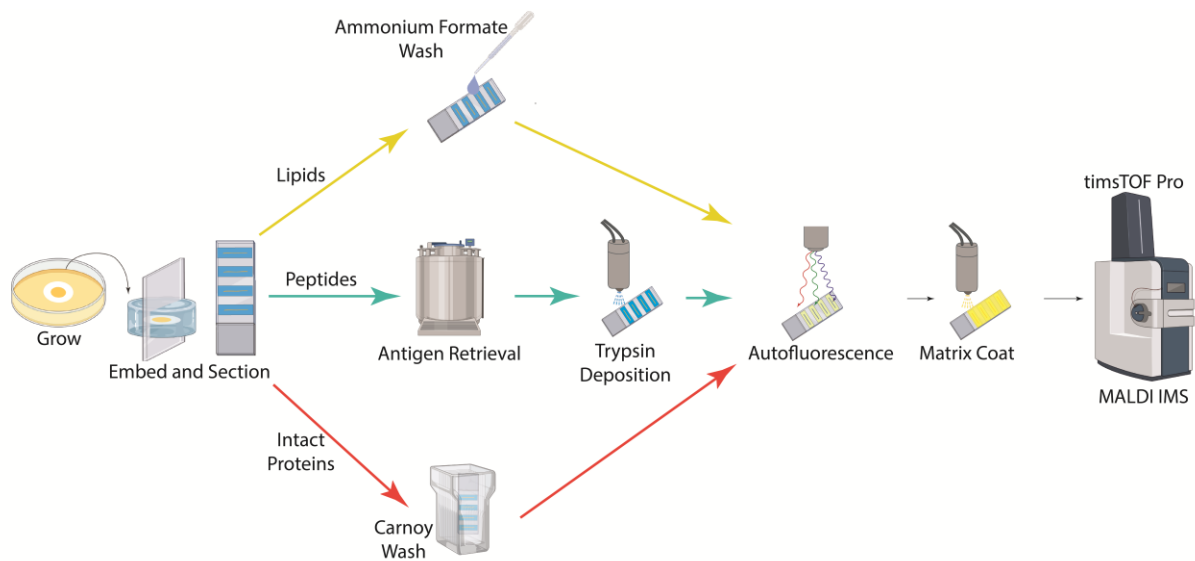 Ammonium Formate
Wash
Lipids
timsTOF Pro
Peptides
Grow
Embed and Section
Antigen Retrieval
Trypsin
Deposition
Autofluorescence
Matrix Coat
MALDI IMS
Intact
Proteins
Carnoy
Wash